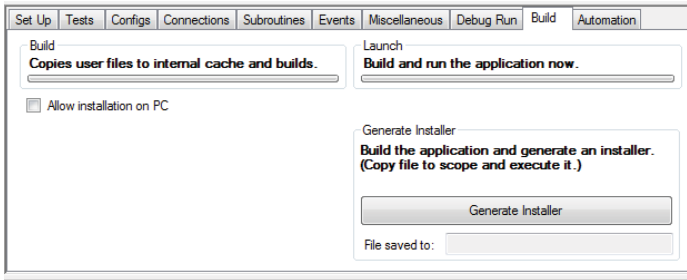 Set Up Tests Configs Connections Subroutines Events Miscellaneous Debug Run Build Automation
Build
Copies user files to internal cache and builds.
Allow installation on PC
Launch
Build and run the application now.
Generate Installer
Build the application and generate an installer.
(Copy file to scope and execute it.)
Generate Installer
File saved to: